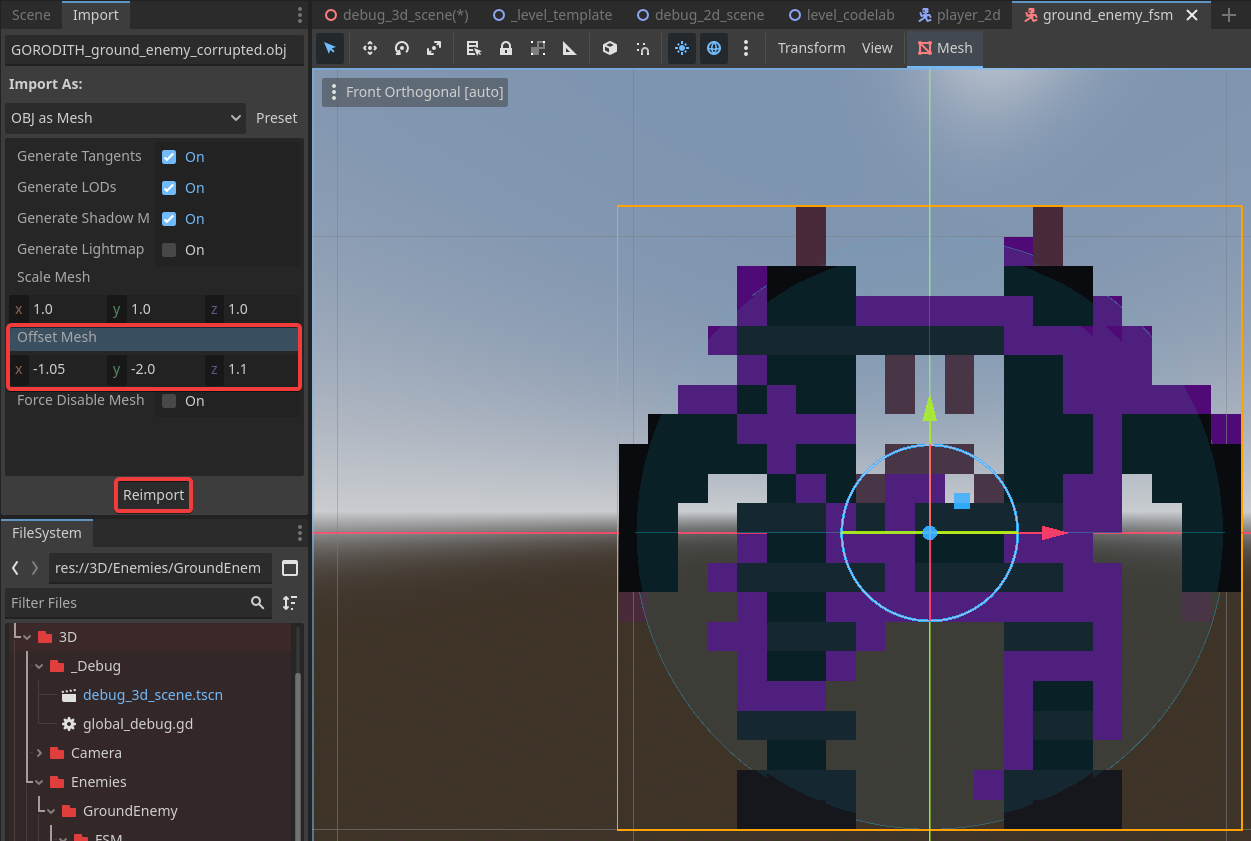 Scene
Import
debug_3d_scene(*)
_level_template
debug_2d_scene
level_codelab
player_2d
ground_enemy_fsm
GORODITH_ground_enemy_corrupted.obj
Transform
View
Mesh
Import As:
Front Orthogonal [auto]
OBJ as Mesh
Preset
Generate Tangents
On
Generate LODs
On
Generate Shadow M
On
Generate Lightmap
On
Scale Mesh
x 1.0 y 1.0 z 1.0
Offset Mesh
x -1.05 y -2.0 z 1.1
Force Disable Mesh
On
Reimport
FileSystem
res://3D/Enemies/GroundEnem
Filter Files
3D
_Debug
debug_3d_scene.tscn
global_debug.gd
Camera
Enemies
GroundEnemy
FSM